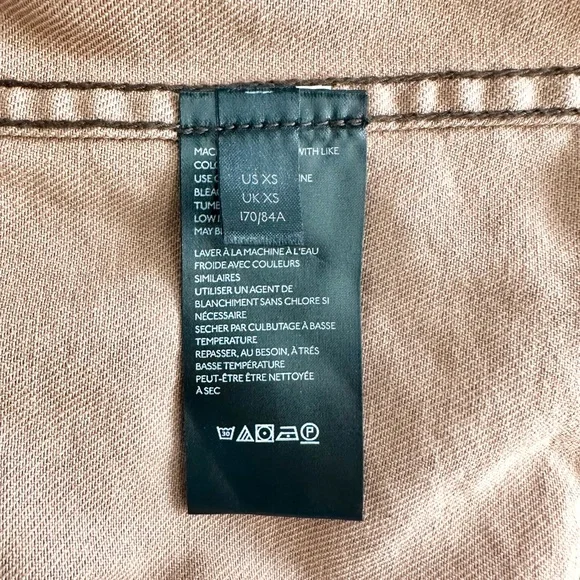 US XS
UK XS
170/84A
WITH LIKE
LAVER À LA MACHINE À L'EAU
FROIDE AVEC COULEURS
SIMILAIRES
UTILISER UN AGENT DE
BLANCHIMENT SANS CHLORE SI
NÉCESSAIRE
SECHER PAR CULBUTAGE À BASSE
TEMPERATURE
REPASSER, AU BESOIN, À TRÉS
BASSE TEMPÉRATURE
PEUT-ÊTRE ÊTRE NETTOYÉE
À SEC
30
P